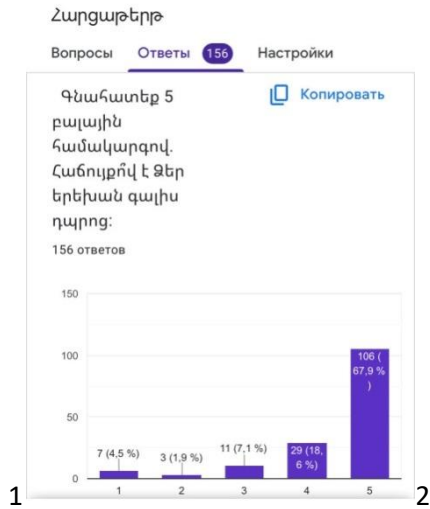 Հարցաթերթ
Вопросы Ответы 156 Настройки
Գնահատեք 5
բալային
համակարգով.
Հաճույքո՞վ է Ձեր
երեխան գալիս
դպրոց:
Копировать
156 ответов
150
100
50
0
7 (4,5 %)
3 (1,9 %)
11 (7,1 %)
29 (18,
6 %)
106 (
67,9 %
)
1 2 3 4 5
1
2